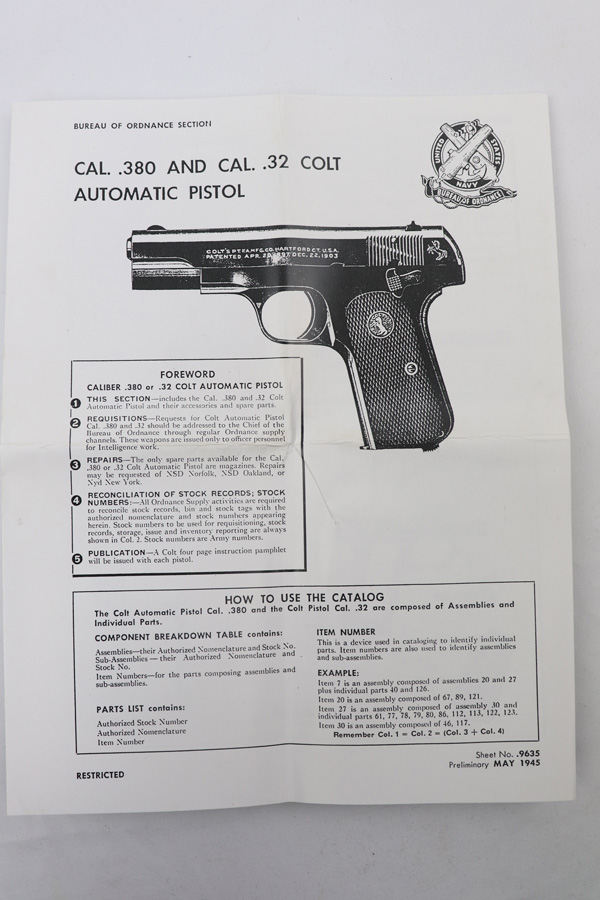 BUREAU OF ORDNANCE SECTION
CAL. .380 AND CAL. .32 COLT
AUTOMATIC PISTOL
UNITED STATES
NAVY
BUREAU OF ORDNANCE
COLT'S PT.F.A.MFG.CO.HARTFORD CT.U.S.A.
PATENTED APR. 20.1897. DEC. 22,1903
FOREWORD
CALIBER .380 or .32 COLT AUTOMATIC PISTOL
1 THIS SECTION—includes the Cal. .380 and .32 Colt
Automatic Pistol and their accessories and spare parts.
2 REQUISITIONS—Requests for Colt Automatic Pistol
Cal. .380 and .32 should be addressed to the Chief of the
Bureau of Ordnance through regular Ordnance supply
channels. These weapons are issued only to officer personnel
for Intelligence work.
3 REPAIRS—The only spare parts available for the Cal.
.380 or .32 Colt Automatic Pistol are magazines. Repairs
may be requested of NSD Norfolk, NSD Oakland, or
Nyd New York.
4 RECONCILIATION OF STOCK RECORDS; STOCK
NUMBERS:—All Ordnance Supply activities are required
to reconcile stock records, bin and stock tags with the
authorized nomenclature and stock numbers appearing
herein. Stock numbers to be used for requisitioning, stock
records, storage, issue and inventory reporting are always
shown in Col. 2. Stock numbers are Army numbers.
5 PUBLICATION—A Colt four page instruction pamphlet
will be issued with each pistol.
HOW TO USE THE CATALOG
The Colt Automatic Pistol Cal. .380 and the Colt Pistol Cal. .32 are composed of Assemblies and
Individual Parts.
COMPONENT BREAKDOWN TABLE contains:
Assemblies—their Authorized Nomenclature and Stock No.
Sub-Assemblies — their Authorized Nomenclature and
Stock No.
Item Numbers—for the parts composing assemblies and
sub-assemblies.
PARTS LIST contains:
Authorized Stock Number
Authorized Nomenclature
Item Number
ITEM NUMBER
This is a device used in cataloging to identify individual
parts. Item numbers are also used to identify assemblies
and sub-assemblies.
EXAMPLE:
Item 7 is an assembly composed of assemblies 20 and 27
plus individual parts 40 and 126.
Item 20 is an assembly composed of 67, 89, 121.
Item 27 is an assembly composed of assembly 30 and
individual parts 61, 77, 78, 79, 80, 86, 112, 113, 122, 123.
Item 30 is an assembly composed of 46, 117.
Remember Col. 1 = Col. 2 = (Col. 3 + Col. 4)
Sheet No. .9635
Preliminary MAY 1945
RESTRICTED